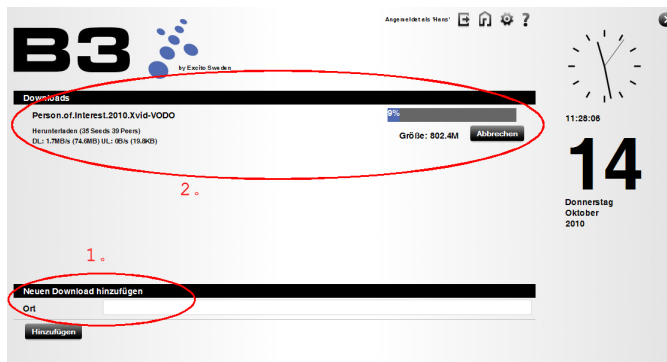 Angemeldet als 'Hans'
?
B3
by Excito Sweden
Downloads
Person.of.Interest.2010.Xvid-VODO
9%
Herunterladen (35 Seeds 39 Peers)
DL: 1.7MB/s (74.6MB) UL: 0B/s (19.8KB)
Größe: 802.4M
Abbrechen
2。
11:28:06
14
Donnerstag
Oktober
2010
1。
Neuen Download hinzufügen
Ort
Hinzufügen